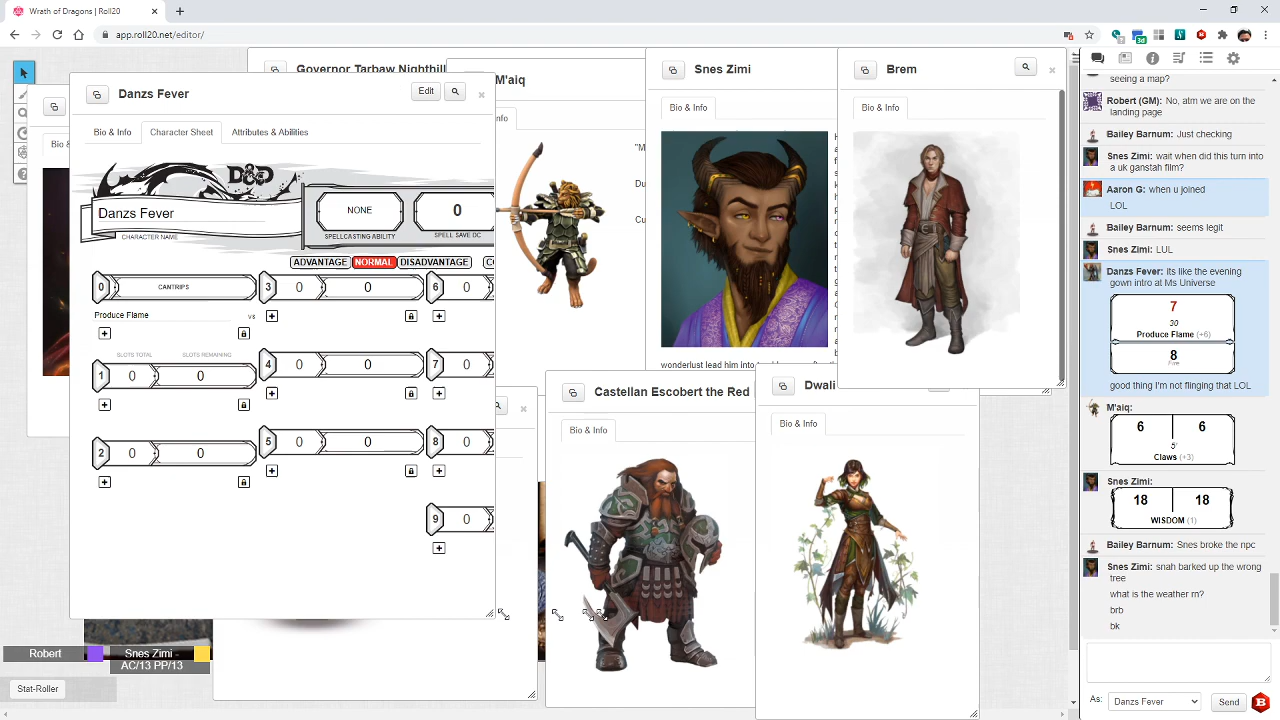 Wrath of Dragons | Roll20
app.roll20.net/editor/
Governor Tarbaw Nighthill
M'aiq
Snes Zimi
Brem
Danzs Fever
Edit
Bio & Info
Character Sheet
Attributes & Abilities
Bio & Info
Bio & Info
D&D
Danzs Fever
CHARACTER NAME
NONE
SPELLCASTING ABILITY
0
SPELL SAVE DC
ADVANTAGE
NORMAL
DISADVANTAGE
0
CANTRIPS
Produce Flame
SLOTS TOTAL
SLOTS REMAINING
1 0 0
2 0 0
3 0 0
4 0 0
5 0 0
6 0
7 0
8 0
9 0
wonderlust lead him into
Castellan Escobert the Red
Bio & Info
Dwali
Bio & Info
Robert
Snes Zimi -
AC/13 PP/13
Stat-Roller
seeing a map?
Robert (GM): No, atm we are on the
landing page
Bailey Barnum: Just checking
Snes Zimi: wait when did this turn into
a uk ganstah film?
Aaron G: when u joined
LOL
Bailey Barnum: seems legit
Snes Zimi: LUL
Danzs Fever: its like the evening
gown intro at Ms Universe
7
30
Produce Flame (+6)
8
Fire
good thing I'm not flinging that LOL
M'aiq:
6 6
5'
Claws (+3)
Snes Zimi:
18 18
WISDOM (1)
Bailey Barnum: Snes broke the npc
Snes Zimi: snah barked up the wrong
tree
what is the weather rn?
brb
bk
As:
Danzs Fever
Send